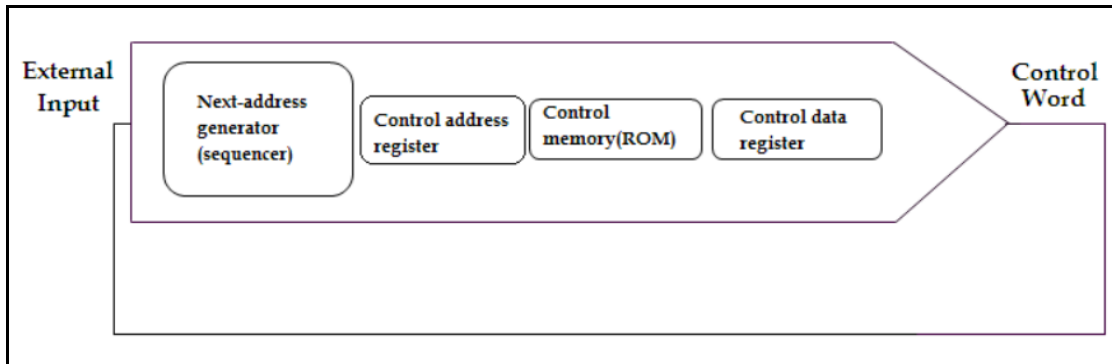 External
Input
Next-address
generator
(sequencer)
Control address
register
Control
memory(ROM)
Control data
register
Control
Word